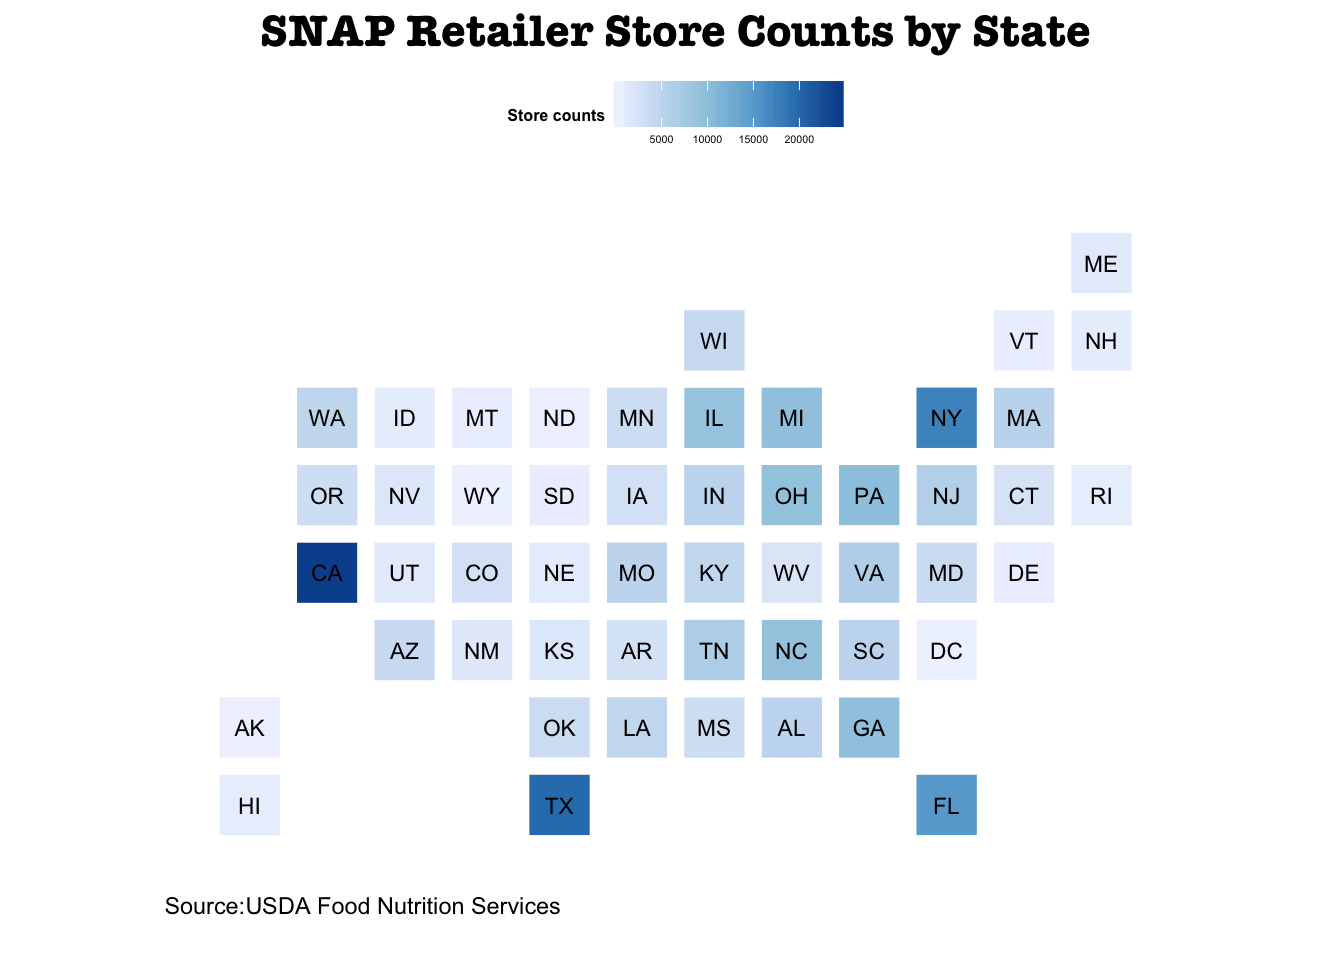 SNAP Retailer Store Counts by State
Store counts
5000 10000 15000 20000
ME
WI VT NH
WA ID MT ND MN IL MI NY MA
OR NV WY SD IA IN OH PA NJ CT RI
CA UT CO NE MO KY WV VA MD DE
AZ NM KS AR TN NC SC DC
AK OK LA MS AL GA
HI TX FL
Source:USDA Food Nutrition Services